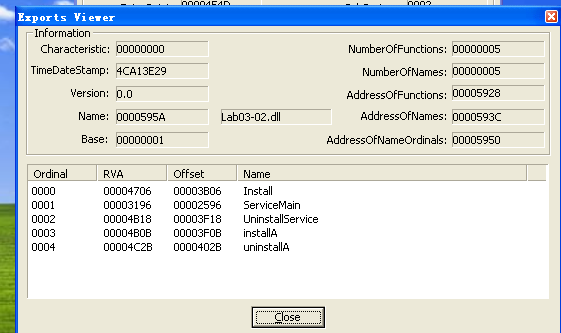 Exports Viewer
Information
Characteristic: 00000000 NumberOfFunctions: 00000005
TimeDateStamp: 4CA13E29 NumberOfNames: 00000005
Version: 0.0 AddressOfFunctions: 00005928
Name: 0000595A Lab03-02.dll AddressOfNames: 0000593C
Base: 00000001 AddressOfNameOrdinals: 00005950
Ordinal RVA Offset Name
0000 00004706 00003B06 Install
0001 00003196 00002596 ServiceMain
0002 00004B18 00003F18 UninstallService
0003 00004B0B 00003F0B installA
0004 00004C2B 0000402B uninstallA
Close